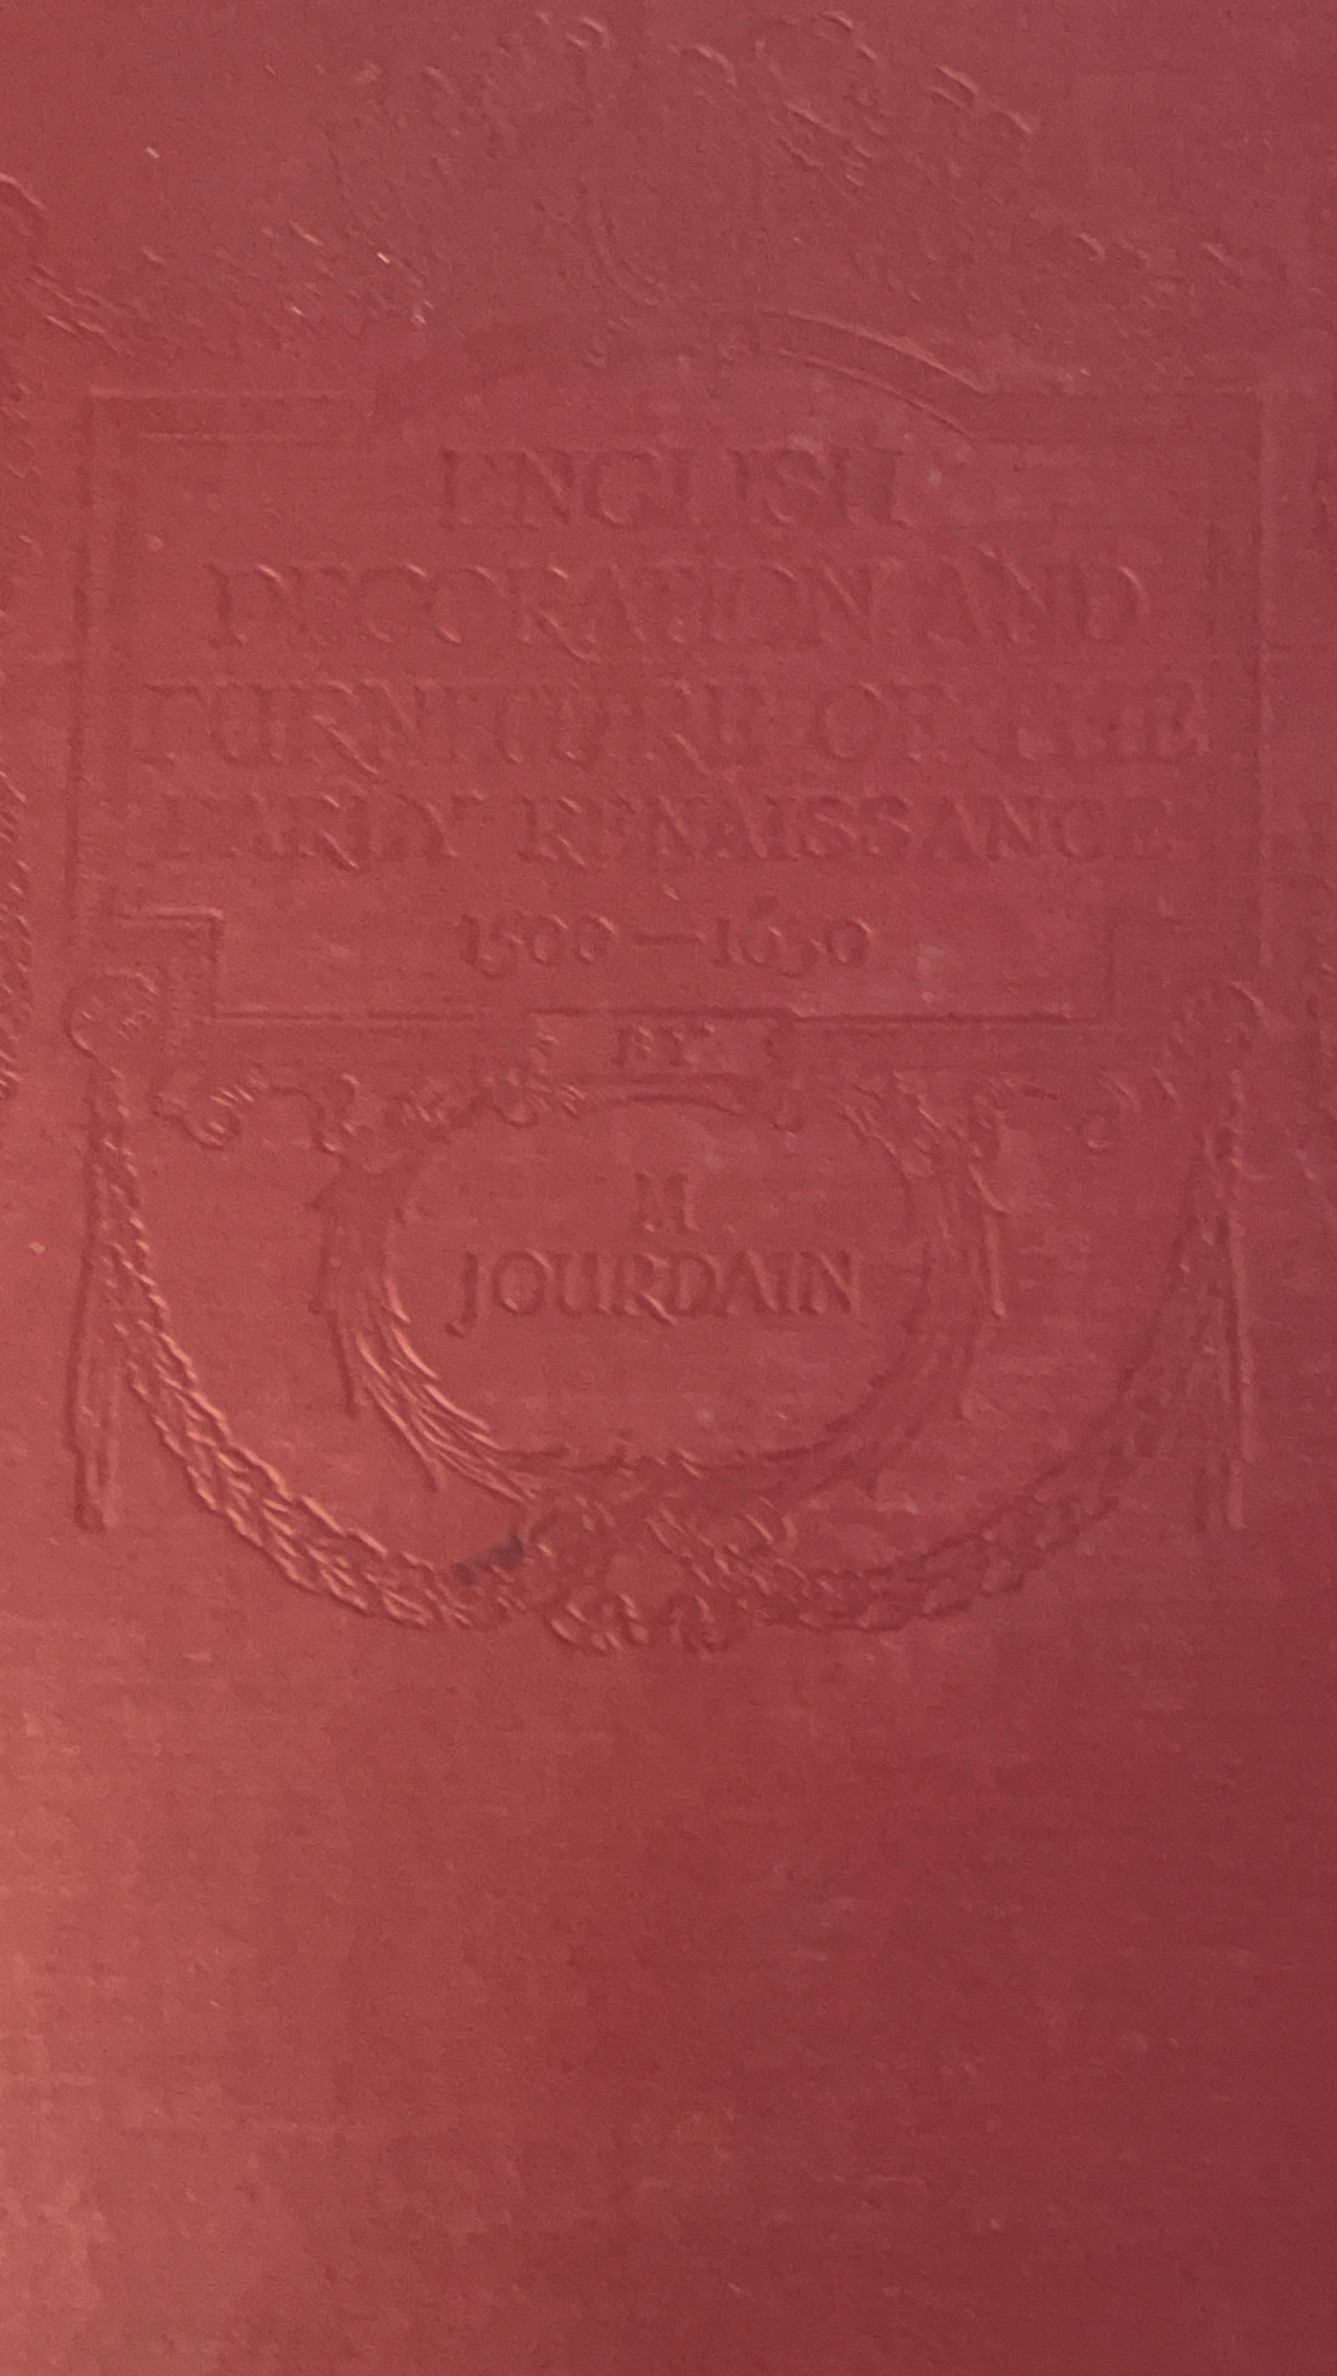 ENGLISH
DECORATION AND
FURNITURE OF THE
EARLY RENAISSANCE
1500—1650
BY
M
JOURDAIN